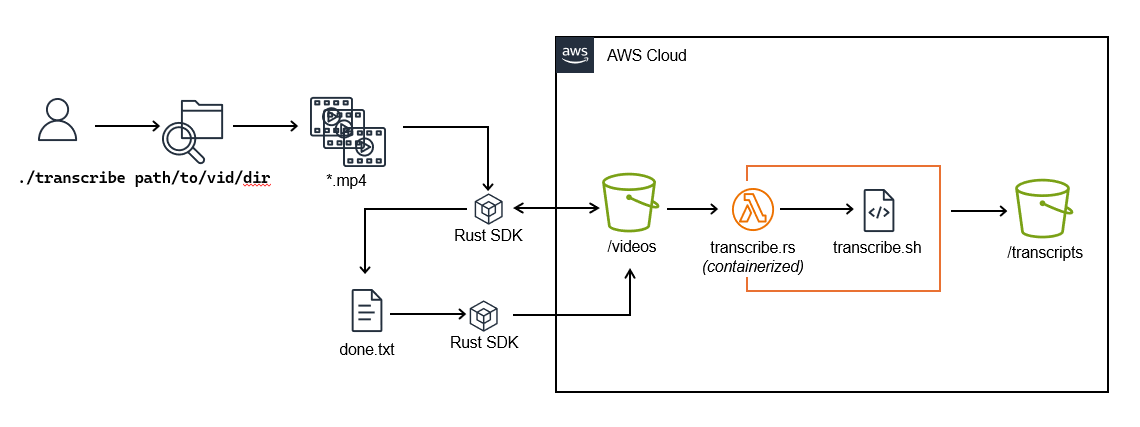 aws
AWS Cloud
./transcribe path/to/vid/dir
*.mp4
Rust SDK
/videos
transcribe.rs
(containerized)
transcribe.sh
/transcripts
done.txt
Rust SDK